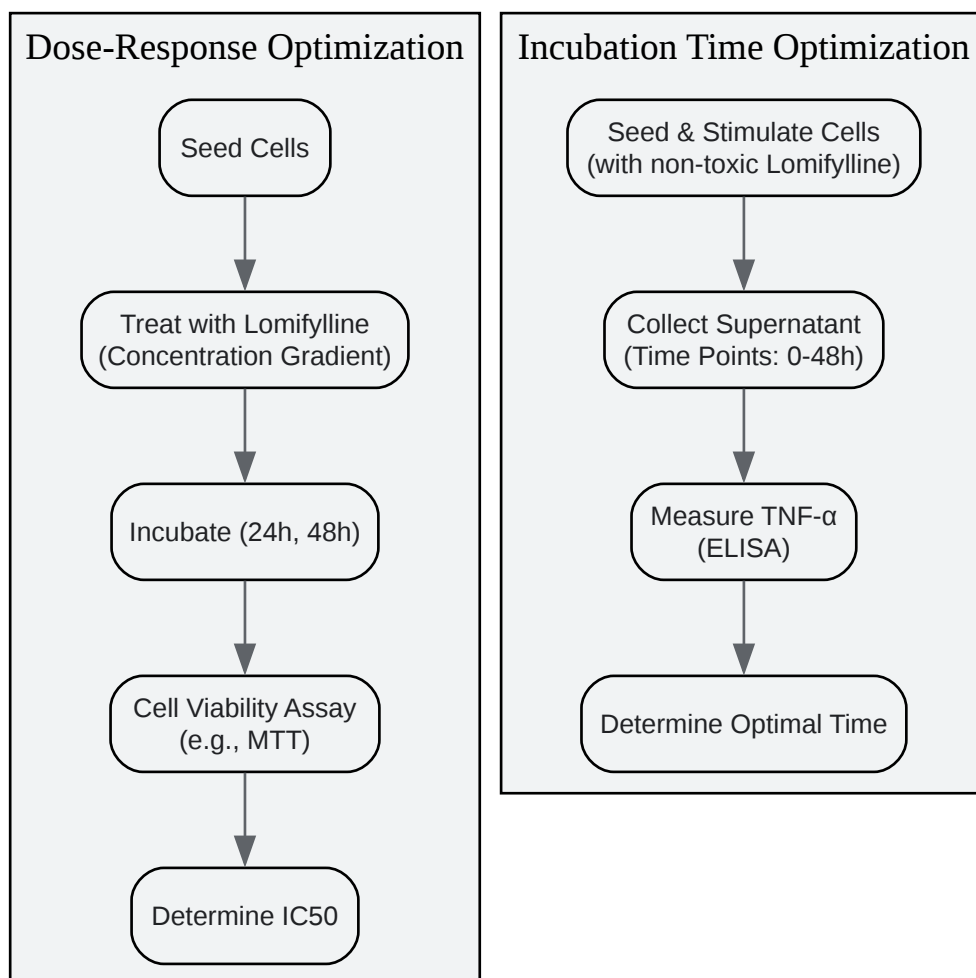 Dose-Response Optimization
Seed Cells
Treat with Lomifylline
(Concentration Gradient)
Incubate (24h, 48h)
Cell Viability Assay
(e.g., MTT)
Determine IC50
Incubation Time Optimization
Seed & Stimulate Cells
(with non-toxic Lomifylline)
Collect Supernatant
(Time Points: 0-48h)
Measure TNF-α
(ELISA)
Determine Optimal Time